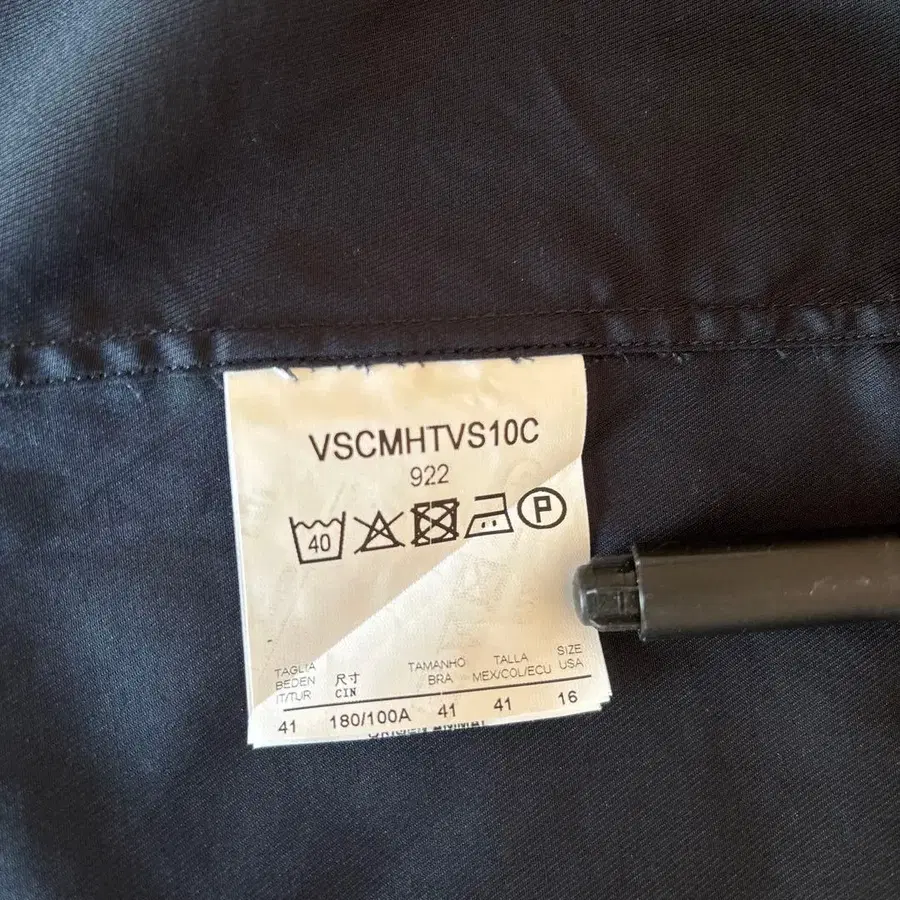 VSCMHTVS10C
922
40 P
TAGLIA BEDEN IT/TUR 尺寸 CIN TAMANHO BRA TALLA MEX/COL/ECU SIZE USA
41 180/100A 41 41 16